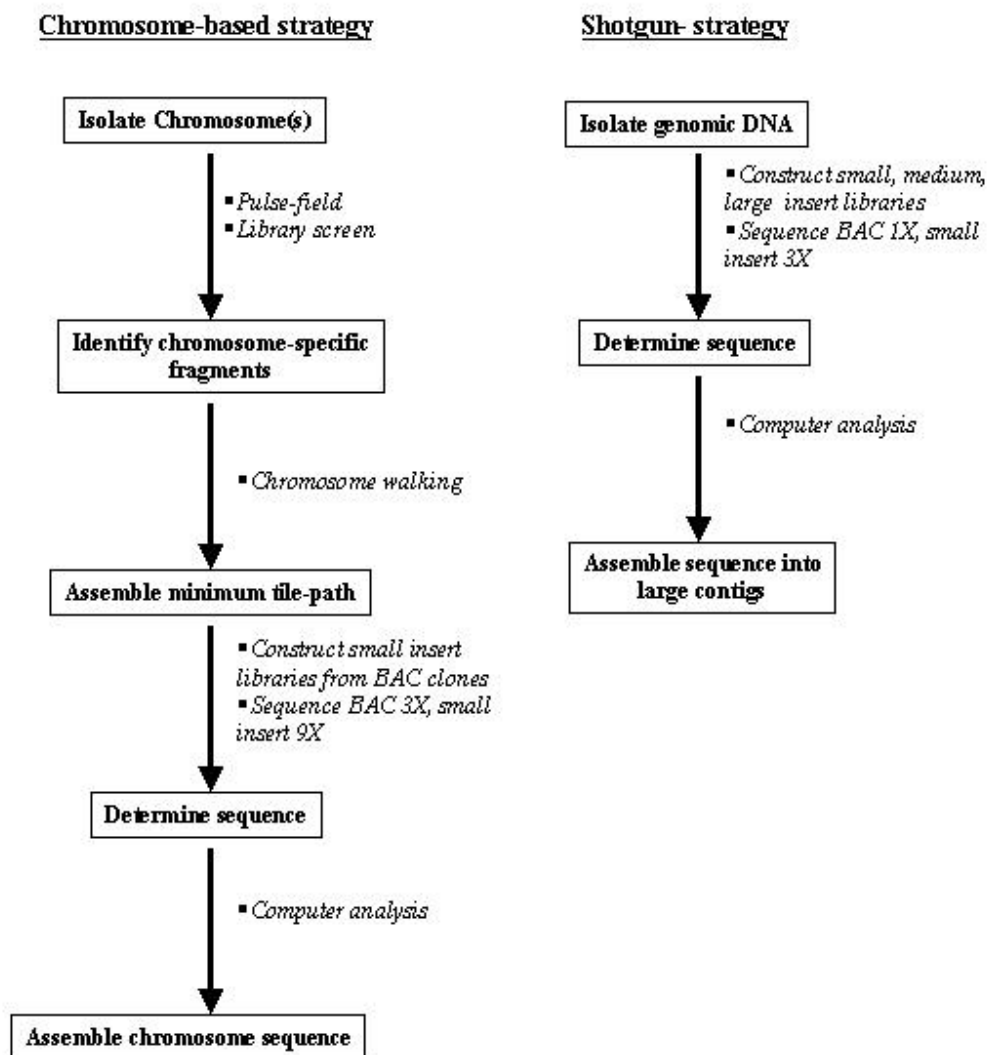 Chromosome-based strategy
Isolate Chromosome(s)
▪ Pulse-field
▪ Library screen
Identify chromosome-specific
fragments
▪ Chromosome walking
Assemble minimum tile-path
▪ Construct small insert
libraries from BAC clones
▪ Sequence BAC 3X, small
insert 9X
Determine sequence
▪ Computer analysis
Assemble chromosome sequence
Shotgun- strategy
Isolate genomic DNA
▪ Construct small, medium,
large insert libraries
▪ Sequence BAC 1X, small
insert 3X
Determine sequence
▪ Computer analysis
Assemble sequence into
large contigs